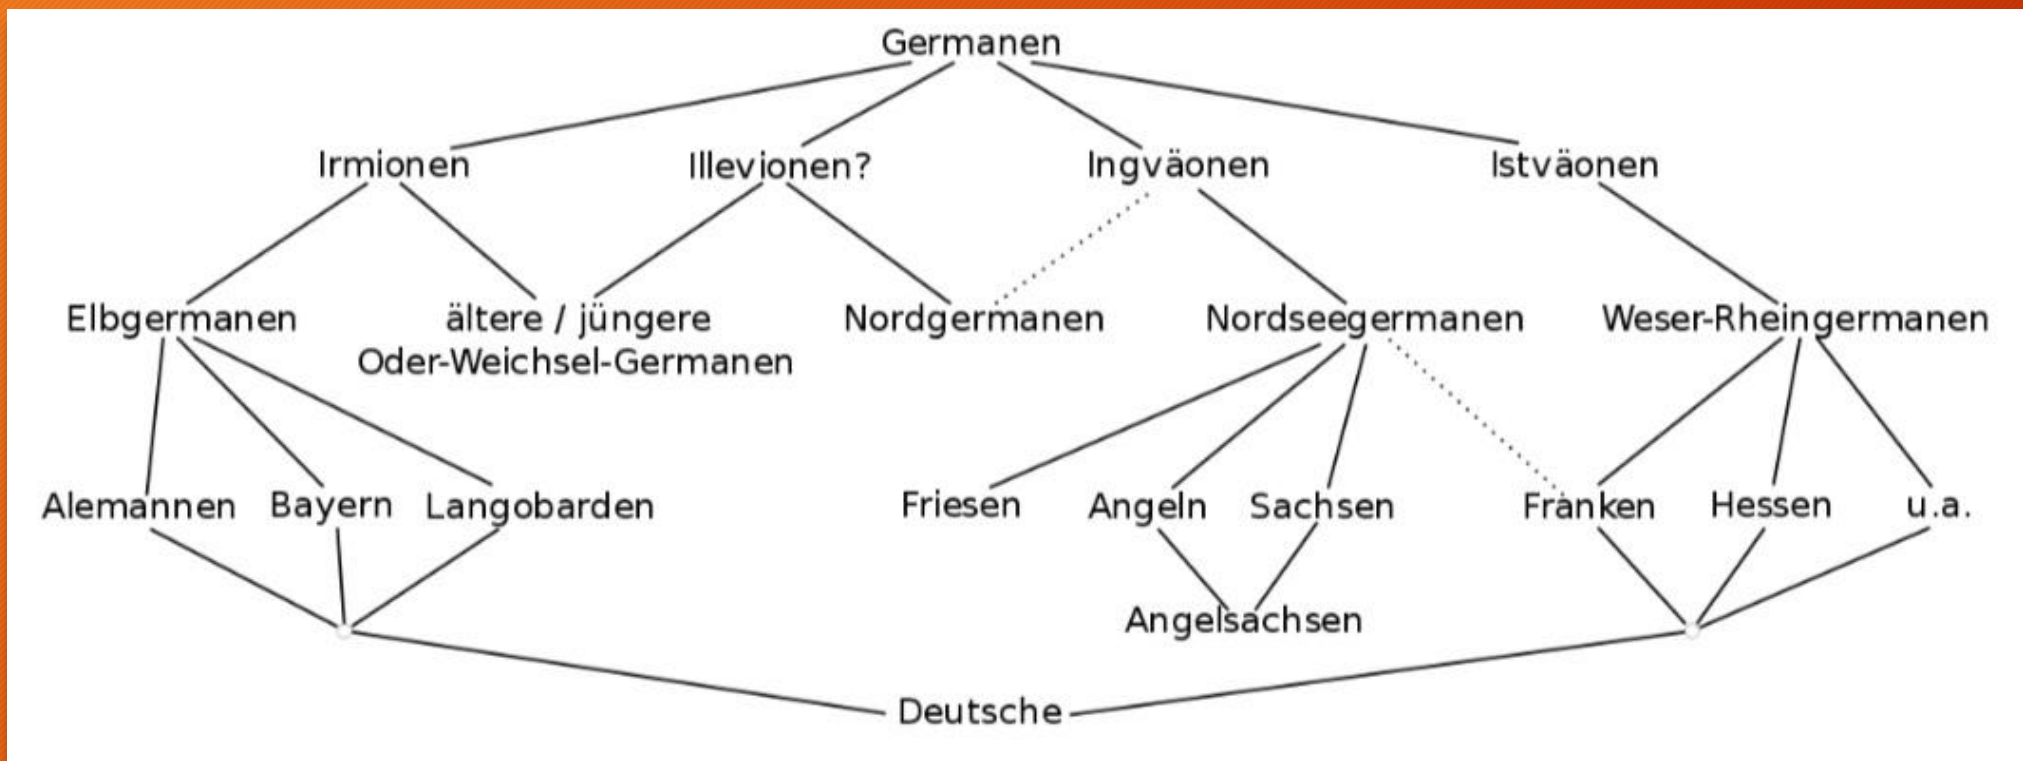 Germanen
Irmionen
Illevionen?
Ingväonen
Istväonen
Elbgermanen
ältere / jüngere
Oder-Weichsel-Germanen
Nordgermanen
Nordseegermanen
Weser-Rheingermanen
Alemannen
Bayern
Langobarden
Friesen
Angeln
Sachsen
Franken
Hessen
u.a.
Angelsachsen
Deutsche